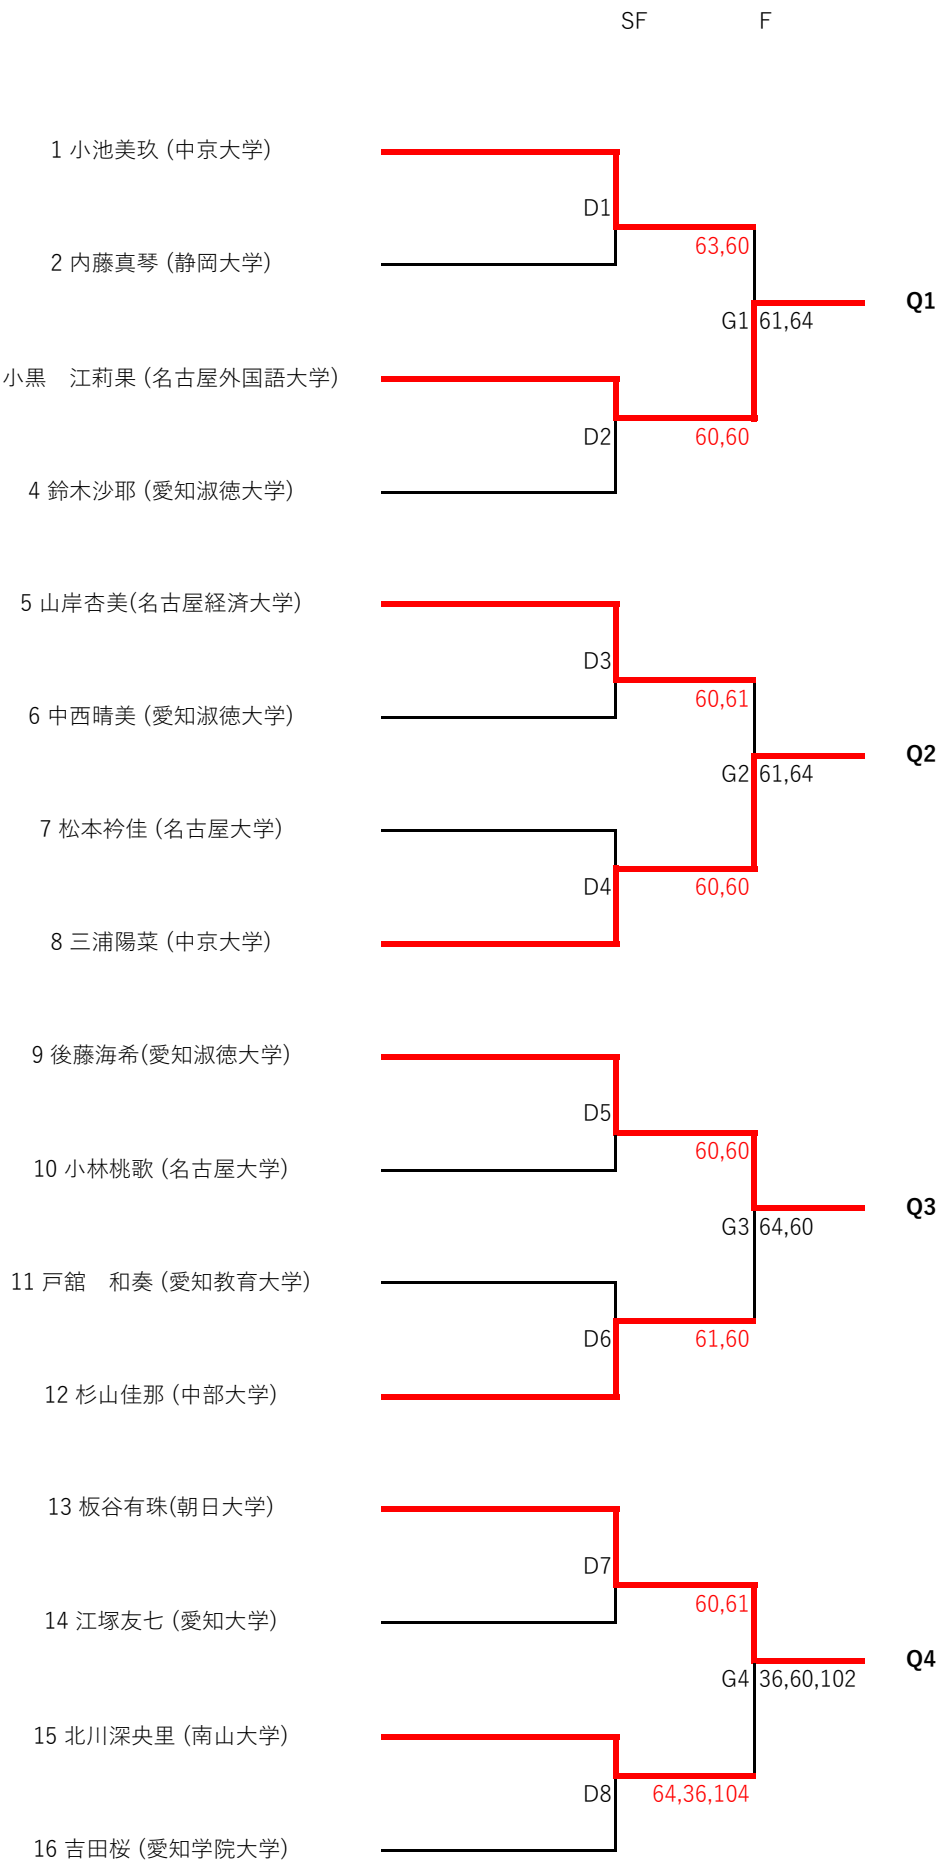 SF F
1 小池美玖 (中京大学)
D1
63,60
2 内藤真琴 (静岡大学)
Q1
G1 61,64
小黒　江莉果 (名古屋外国語大学)
D2 60,60
4 鈴木沙耶 (愛知淑徳大学)
5 山岸杏美(名古屋経済大学)
D3
60,61
6 中西晴美 (愛知淑徳大学)
Q2
G2 61,64
7 松本衿佳 (名古屋大学)
D4 60,60
8 三浦陽菜 (中京大学)
9 後藤海希(愛知淑徳大学)
D5
60,60
10 小林桃歌 (名古屋大学)
Q3
G3 64,60
11 戸舘　和奏 (愛知教育大学)
D6 61,60
12 杉山佳那 (中部大学)
13 板谷有珠(朝日大学)
D7
60,61
14 江塚友七 (愛知大学)
Q4
G4 36,60,102
15 北川深央里 (南山大学)
D8 64,36,104
16 吉田桜 (愛知学院大学)